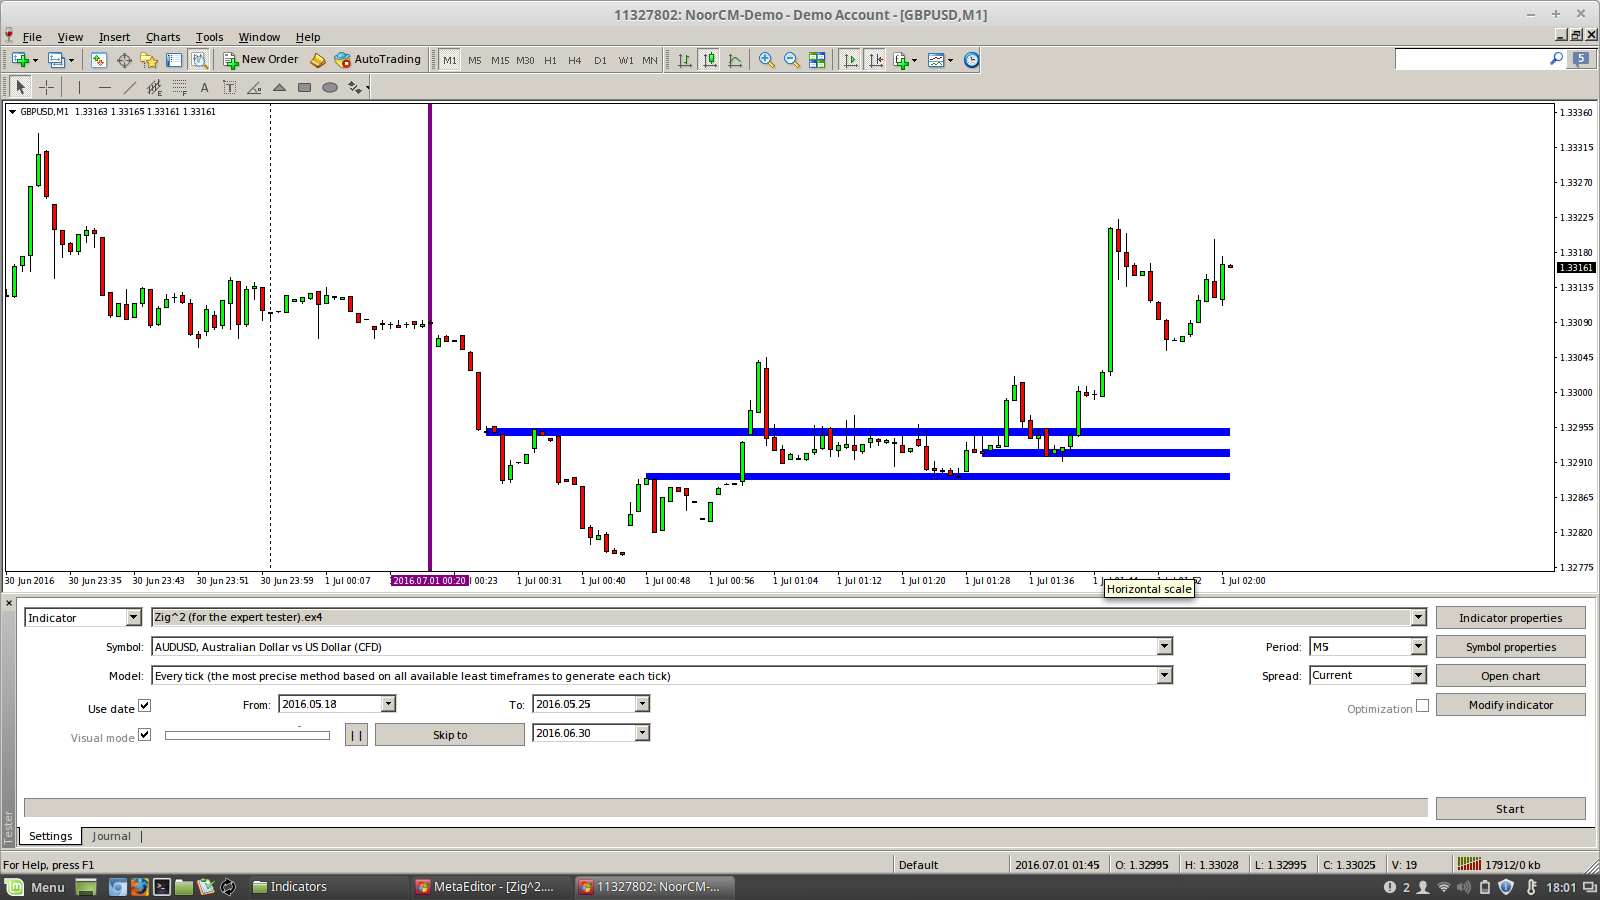 11327802: NoorCM-Demo - Demo Account - [GBPUSD,M1]
File View Insert Charts Tools Window Help
New Order AutoTrading M1 M5 M15 M30 H1 H4 D1 W1 MN 5
A T
GBPUSD,M1 1.33163 1.33165 1.33161 1.33161
1.33360
1.33315
1.33270
1.33225
1.33180
1.33161
1.33135
1.33090
1.33045
1.33000
1.32955
1.32910
1.32865
1.32820
1.32775
30 Jun 2016 30 Jun 23:35 30 Jun 23:43 30 Jun 23:51 30 Jun 23:59 1 Jul 00:07 2016.07.01 00:20 l 00:23 1 Jul 00:31 1 Jul 00:40 1 Jul 00:48 1 Jul 00:56 1 Jul 01:04 1 Jul 01:12 1 Jul 01:20 1 Jul 01:28 1 Jul 01:36 1 Jul 02:00
Horizontal scale
Indicator Zig^2 (for the expert tester).ex4 Indicator properties
Symbol: AUDUSD, Australian Dollar vs US Dollar (CFD) Period: M5 Symbol properties
Model: Every tick (the most precise method based on all available least timeframes to generate each tick) Spread: Current Open chart
Use date From: 2016.05.18 To: 2016.05.25 Optimization Modify indicator
Visual mode Skip to 2016.06.30
Start
Tester
Settings Journal
For Help, press F1 Default 2016.07.01 01:45 O: 1.32995 H: 1.33028 L: 1.32995 C: 1.33025 V: 19 17912/0 kb
Menu Indicators MetaEditor - [Zig^2.... 11327802: NoorCM-... 2 18:01